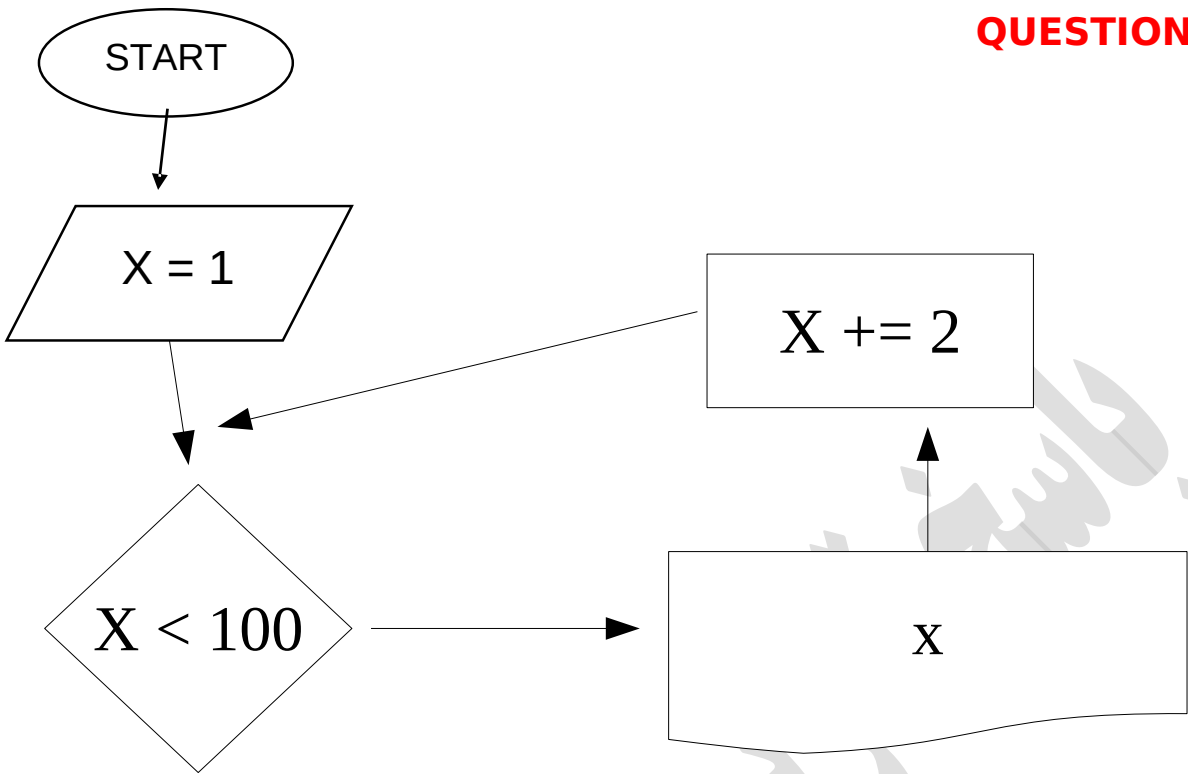 QUESTION
START
X = 1
X += 2
X < 100
x